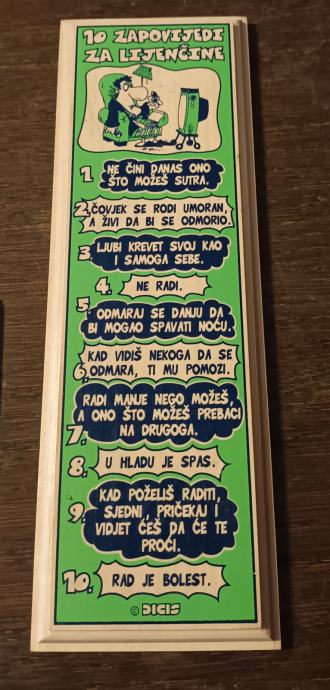 10 ZAPOVIJEDI
ZA LIJENČINE
1. NE ČINI DANAS ONO
ŠTO MOŽEŠ SUTRA.
2. ČOVJEK SE RODI UMORAN,
A ŽIVI DA BI SE ODMORIO.
3. LJUBI KREVET SVOJ KAO
I SAMOGA SEBE.
4. NE RADI.
5. ODMARAJ SE DANJU DA
BI MOGAO SPAVATI NOĆU.
KAD VIDIŠ NEKOGA DA SE
6. ODMARA, TI MU POMOZI.
RADI MANJE NEGO MOŽEŠ,
A ONO ŠTO MOŽEŠ PREBACI
7. NA DRUGOGA.
8. U HLADU JE SPAS.
KAD POŽELIŠ RADITI,
9. SJEDNI, PRIČEKAJ I
VIDJET ĆEŠ DA ĆE TE
PROĆI.
10. RAD JE BOLEST.
© DICIS